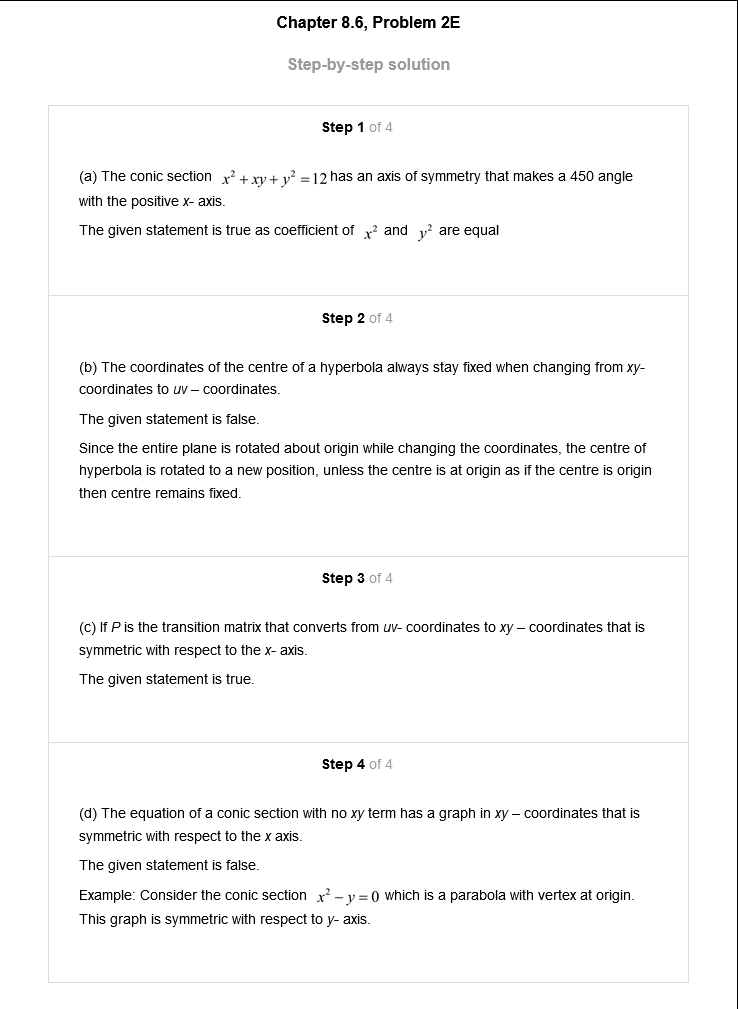 Chapter 8.6, Problem 2E
Step-by-step solution
Step 1 of 4
(a) The conic section x² + xy + y² = 12 has an axis of symmetry that makes a 450 angle
with the positive x- axis.
The given statement is true as coefficient of x² and y² are equal
Step 2 of 4
(b) The coordinates of the centre of a hyperbola always stay fixed when changing from xy-
coordinates to uv – coordinates.
The given statement is false.
Since the entire plane is rotated about origin while changing the coordinates, the centre of
hyperbola is rotated to a new position, unless the centre is at origin as if the centre is origin
then centre remains fixed.
Step 3 of 4
(c) If P is the transition matrix that converts from uv- coordinates to xy – coordinates that is
symmetric with respect to the x- axis.
The given statement is true.
Step 4 of 4
(d) The equation of a conic section with no xy term has a graph in xy – coordinates that is
symmetric with respect to the x axis.
The given statement is false.
Example: Consider the conic section x² – y = 0 which is a parabola with vertex at origin.
This graph is symmetric with respect to y- axis.